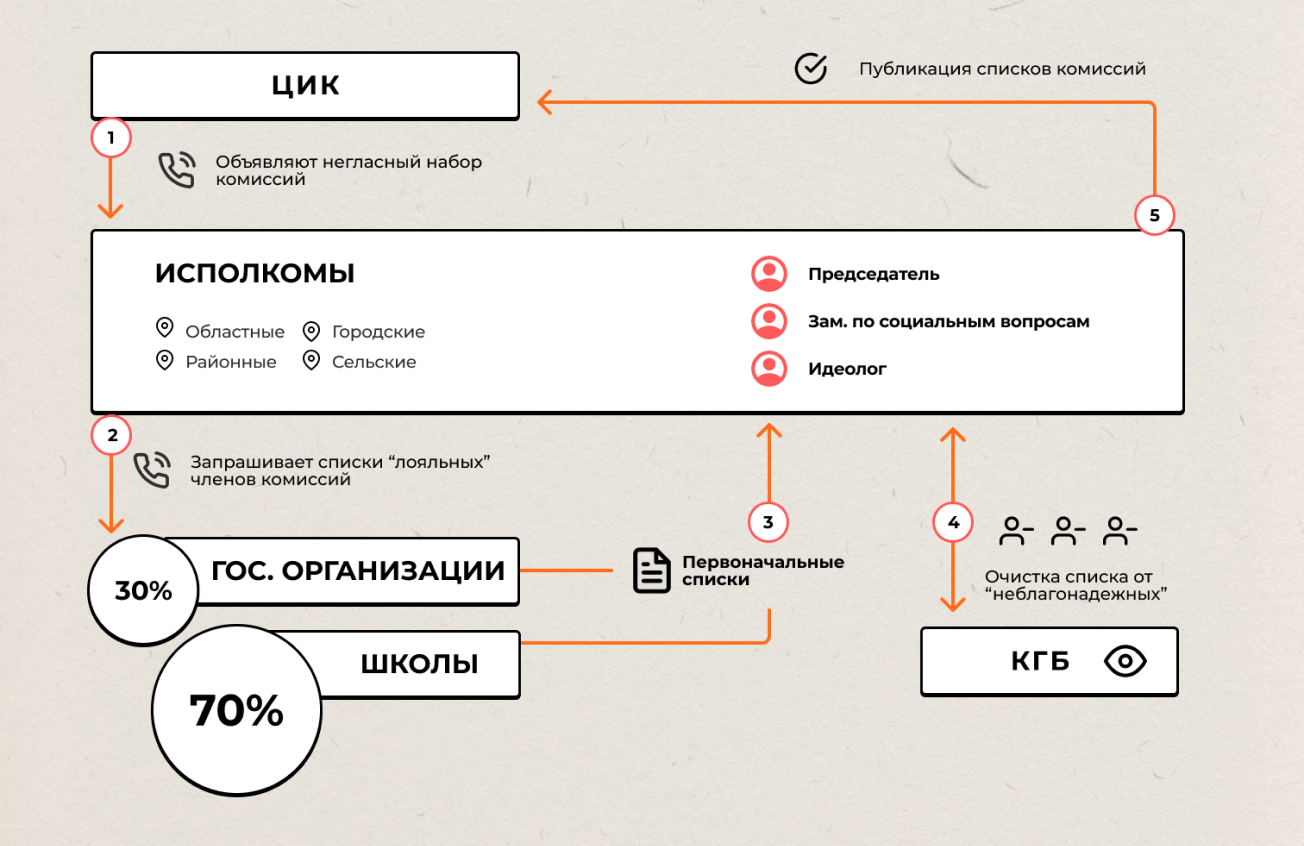 ЦИК
Публикация списков комиссий
1
Объявляют негласный набор
комиссий
5
ИСПОЛКОМЫ
Областные
Городские
Районные
Сельские
Председатель
Зам. по социальным вопросам
Идеолог
2
Запрашивает списки “лояльных”
членов комиссий
30%
ГОС. ОРГАНИЗАЦИИ
70%
ШКОЛЫ
3
Первоначальные
списки
4
Очистка списка от
“неблагонадежных”
КГБ